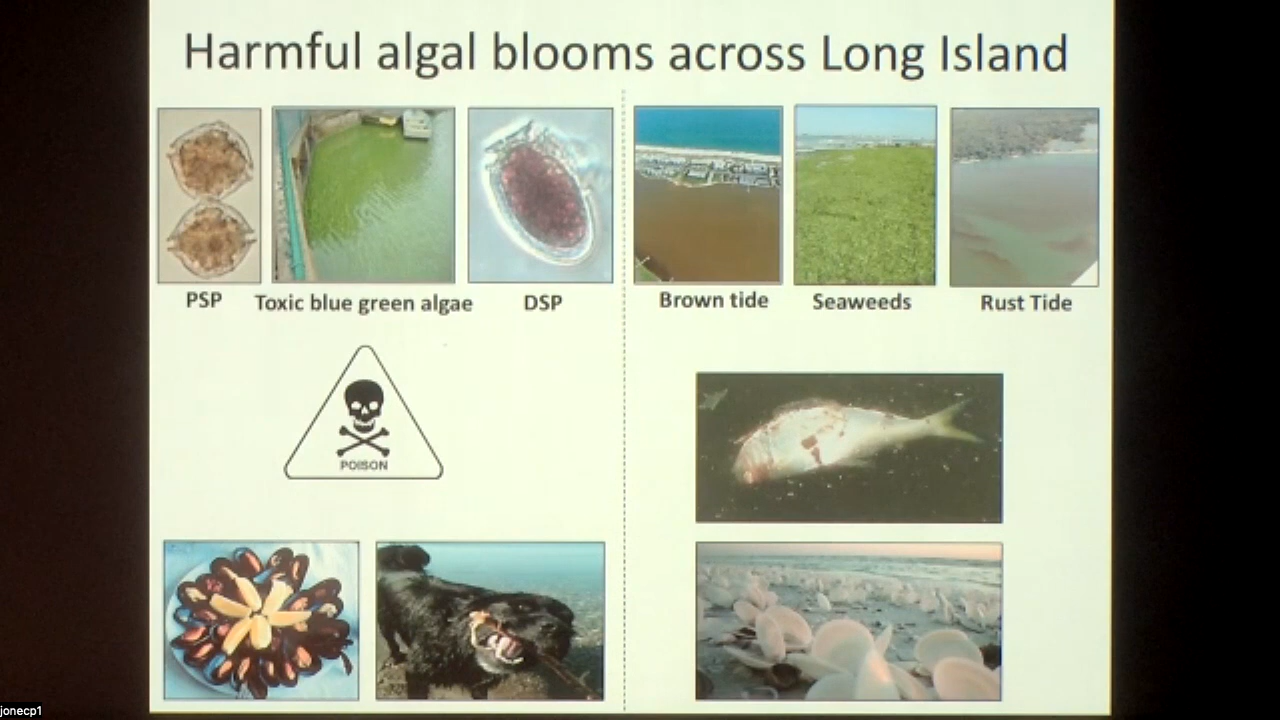 Harmful algal blooms across Long Island
PSP
Toxic blue green algae
DSP
Brown tide
Seaweeds
Rust Tide
POISON
jonecp1